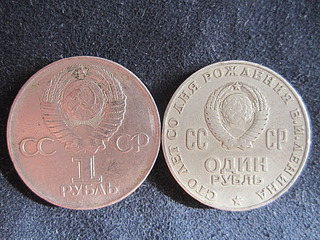 СС СР
1
РУБЛЬ
СТО ЛЕТ СО ДНЯ РОЖДЕНИЯ В.И.ЛЕНИНА
СС СР
ОДИН
РУБЛЬ